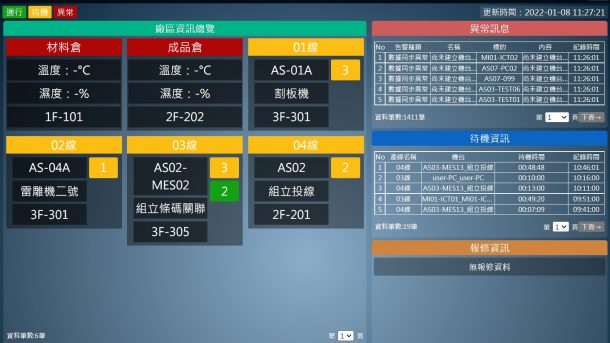 運行 待機 異常
更新時間：2022-01-08 11:27:21
廠區資訊總覽
材料倉
溫度：-°C
濕度：-%
1F-101
成品倉
溫度：-°C
濕度：-%
2F-202
01線
AS-01A 3
割板機
3F-301
02線
AS-04A 1
雷雕機二號
3F-301
03線
AS02-
MES02
3
2
組立條碼關聯
3F-305
04線
AS02 2
組立投線
2F-201
資料筆數:6筆
第 1 頁
異常訊息
No 告警種類 名稱 標的 內容 記錄時間
1 數據同步異常 尚未建立機台... MI01-ICT02 尚未建立機台... 11:26:01
2 數據同步異常 尚未建立機台... AS07-PC02 尚未建立機台... 11:26:01
3 數據同步異常 尚未建立機台... AS07-099 尚未建立機台... 11:26:01
4 數據同步異常 尚未建立機台... AS03-TEST06 尚未建立機台... 11:26:01
5 數據同步異常 尚未建立機台... AS03-TEST01 尚未建立機台... 11:26:01
資料筆數:1411筆
第 1 頁 下頁→
待機資訊
No 產線名稱 機台 待機時間 記錄時間
1 04線 AS03-MES13_組立投線 00:48:48 10:46:01
2 03線 user-PC_user-PC 00:10:00 10:16:00
3 04線 AS03-MES13_組立投線 00:13:00 10:11:00
4 03線 MI01-ICT01_MI01-IC... 00:49:20 09:51:00
5 04線 AS03-MES13_組立投線 00:07:09 09:41:00
資料筆數:19筆
第 1 頁 下頁→
報修資訊
無報修資料